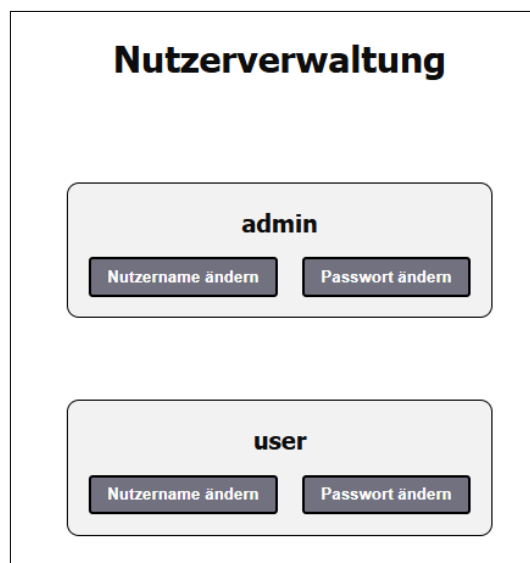 Nutzerverwaltung
admin
Nutzername ändern Passwort ändern
user
Nutzername ändern Passwort ändern